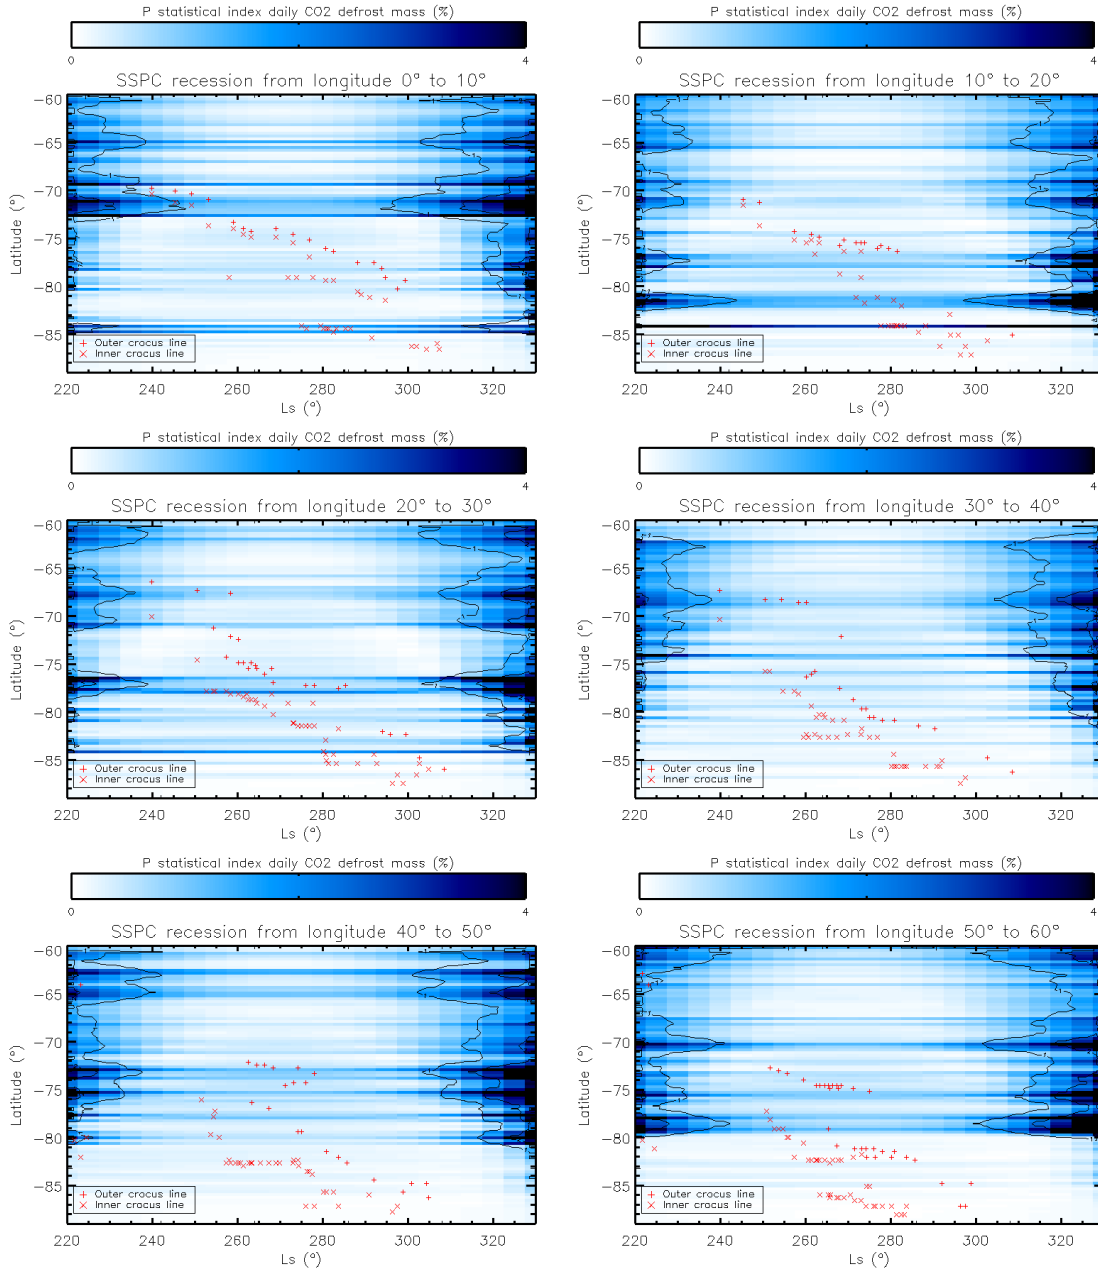 P statistical index daily CO2 defrost mass (%)
0 4
SSPC recession from longitude 0° to 10°
-60
-65
-70
-75
-80
-85
Latitude (°)
+ Outer crocus line
× Inner crocus line
220 240 260 280 300 320
Ls (°)
P statistical index daily CO2 defrost mass (%)
0 4
SSPC recession from longitude 10° to 20°
-60
-65
-70
-75
-80
-85
Latitude (°)
+ Outer crocus line
× Inner crocus line
220 240 260 280 300 320
Ls (°)
P statistical index daily CO2 defrost mass (%)
0 4
SSPC recession from longitude 20° to 30°
-60
-65
-70
-75
-80
-85
Latitude (°)
+ Outer crocus line
× Inner crocus line
220 240 260 280 300 320
Ls (°)
P statistical index daily CO2 defrost mass (%)
0 4
SSPC recession from longitude 30° to 40°
-60
-65
-70
-75
-80
-85
Latitude (°)
+ Outer crocus line
× Inner crocus line
220 240 260 280 300 320
Ls (°)
P statistical index daily CO2 defrost mass (%)
0 4
SSPC recession from longitude 40° to 50°
-60
-65
-70
-75
-80
-85
Latitude (°)
+ Outer crocus line
× Inner crocus line
220 240 260 280 300 320
Ls (°)
P statistical index daily CO2 defrost mass (%)
0 4
SSPC recession from longitude 50° to 60°
-60
-65
-70
-75
-80
-85
Latitude (°)
+ Outer crocus line
× Inner crocus line
220 240 260 280 300 320
Ls (°)